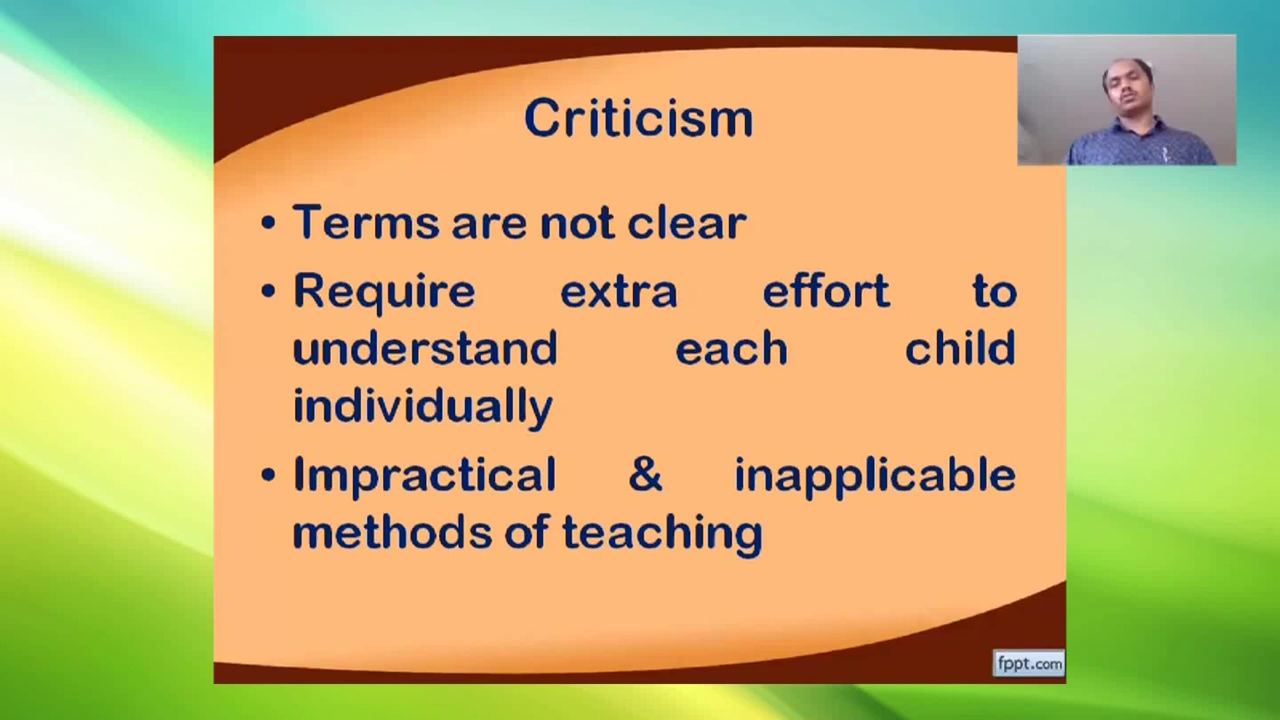 Criticism
• Terms are not clear
• Require extra effort to
understand each child
individually
• Impractical & inapplicable
methods of teaching
fppt.com